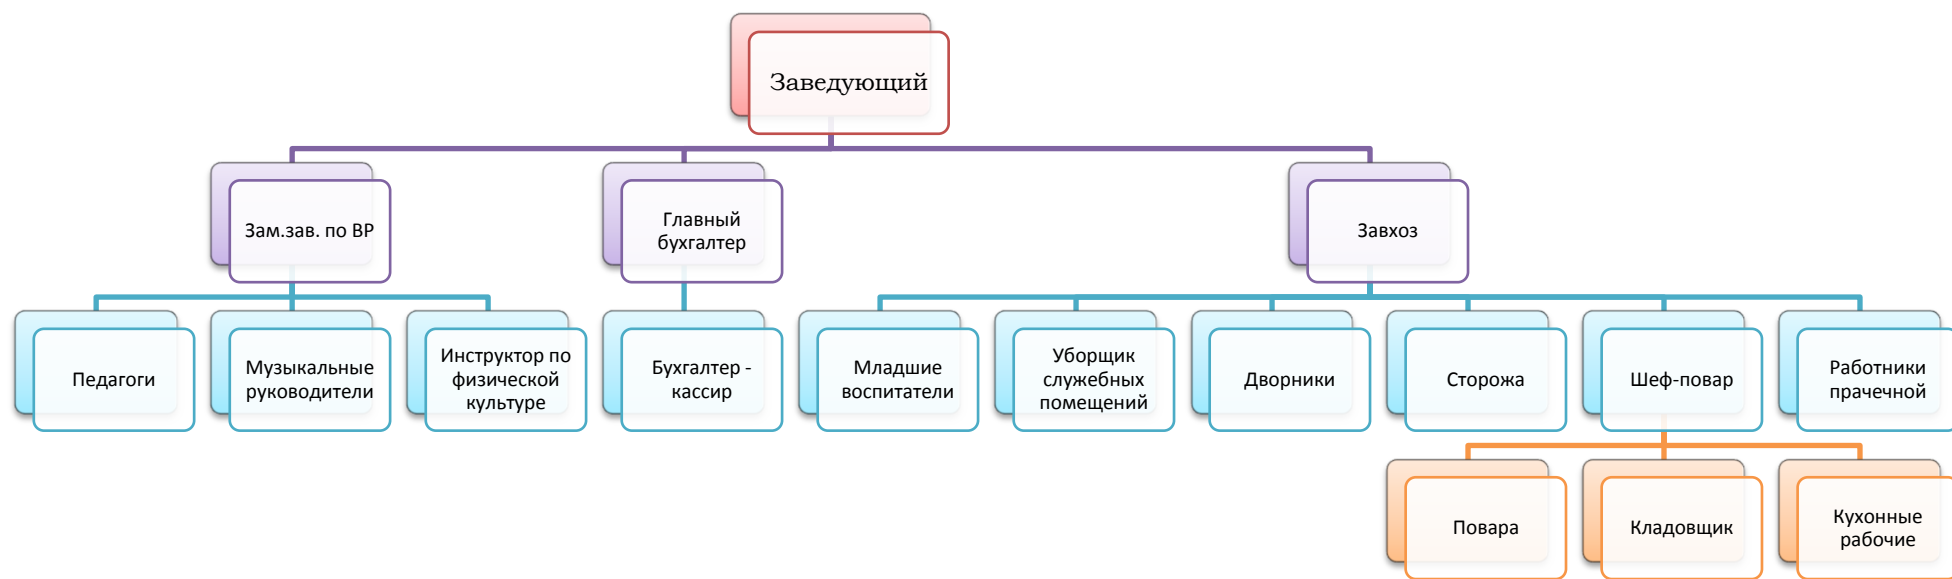 Заведующий
Зам.зав. по ВР
Главный
бухгалтер
Завхоз
Педагоги
Музыкальные
руководители
Инструктор по
физической
культуре
Бухгалтер -
кассир
Младшие
воспитатели
Уборщик
служебных
помещений
Дворники
Сторожа
Шеф-повар
Работники
прачечной
Повара
Кладовщик
Кухонные
рабочие